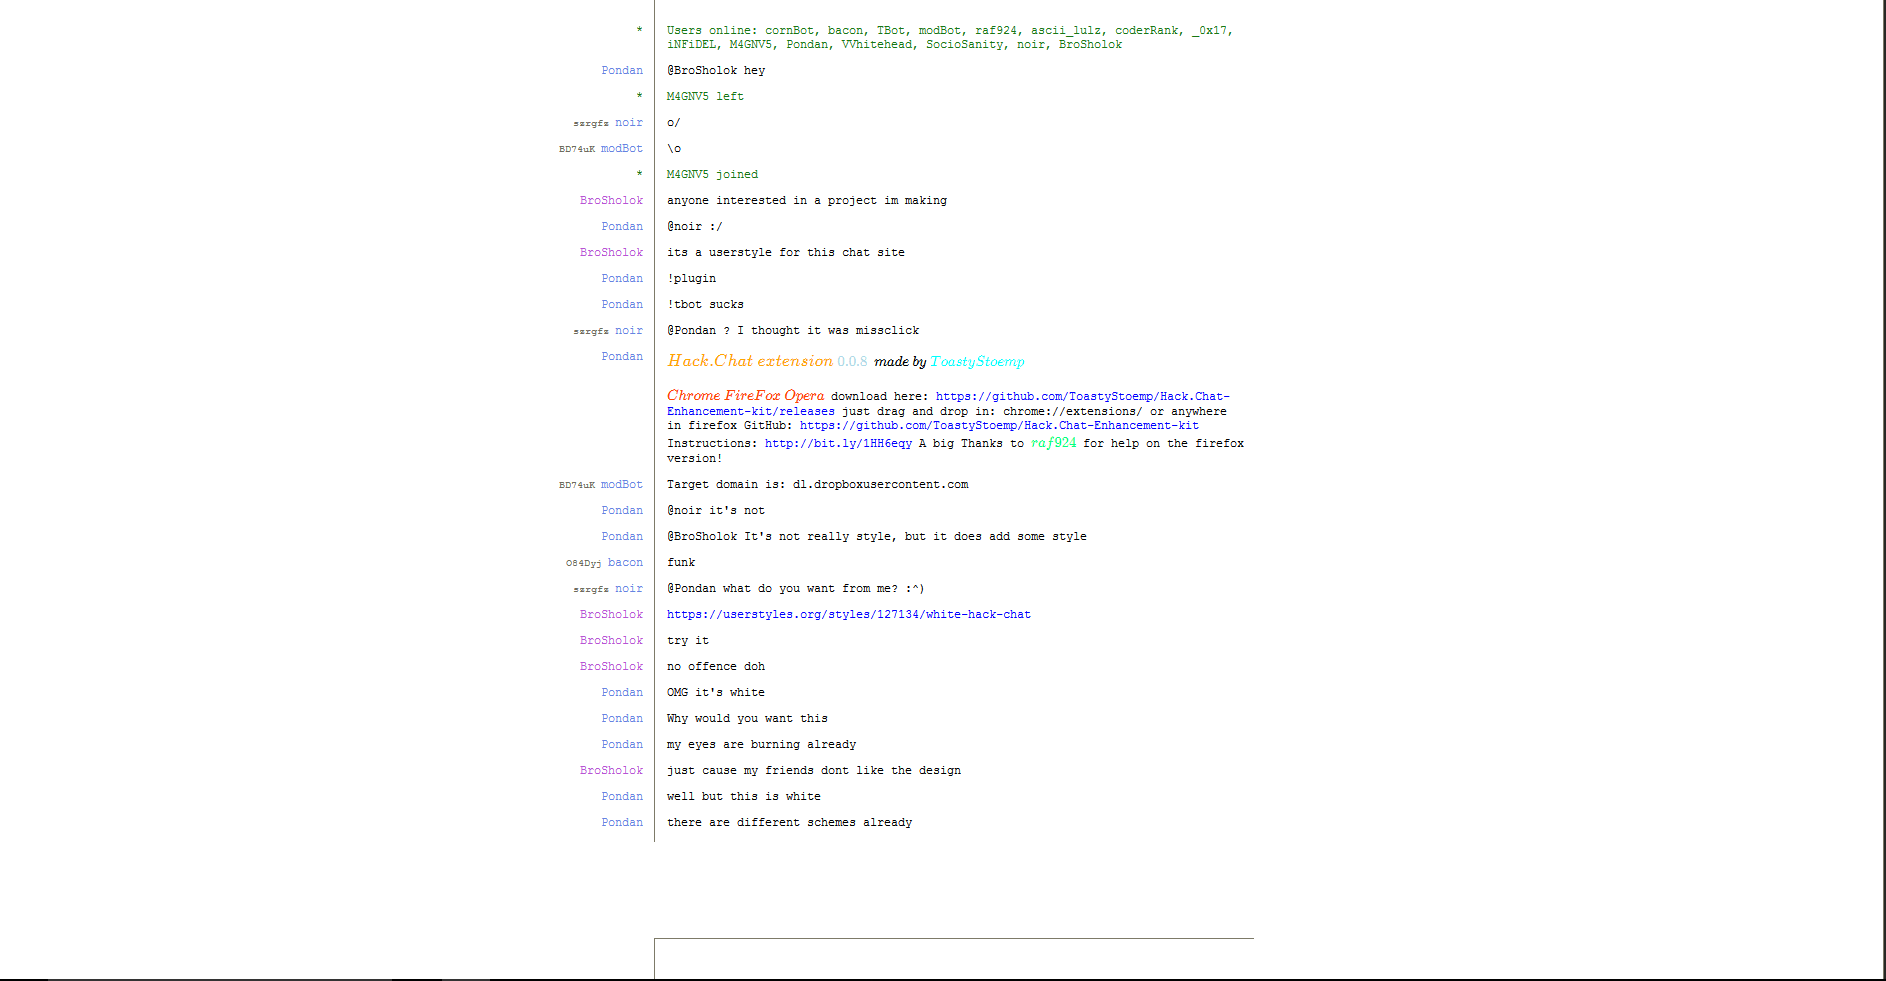 * Users online: cornBot, bacon, TBot, modBot, raf924, ascii_lulz, coderRank, _0x17,
iNFiDEL, M4GNV5, Pondan, VVhitehead, SocioSanity, noir, BroSholok
Pondan @BroSholok hey
* M4GNV5 left
szrgfz noir o/
BD74uK modBot \o
* M4GNV5 joined
BroSholok anyone interested in a project im making
Pondan @noir :/
BroSholok its a userstyle for this chat site
Pondan !plugin
Pondan !tbot sucks
szrgfz noir @Pondan ? I thought it was missclick
Pondan Hack.Chat extension 0.0.8 made by ToastyStoemp
Chrome FireFox Opera download here: https://github.com/ToastyStoemp/Hack.Chat-
Enhancement-kit/releases just drag and drop in: chrome://extensions/ or anywhere
in firefox GitHub: https://github.com/ToastyStoemp/Hack.Chat-Enhancement-kit
Instructions: http://bit.ly/1HH6eqy A big Thanks to raf924 for help on the firefox
version!
BD74uK modBot Target domain is: dl.dropboxusercontent.com
Pondan @noir it's not
Pondan @BroSholok It's not really style, but it does add some style
O84Dyj bacon funk
szrgfz noir @Pondan what do you want from me? :^)
BroSholok https://userstyles.org/styles/127134/white-hack-chat
BroSholok try it
BroSholok no offence doh
Pondan OMG it's white
Pondan Why would you want this
Pondan my eyes are burning already
BroSholok just cause my friends dont like the design
Pondan well but this is white
Pondan there are different schemes already